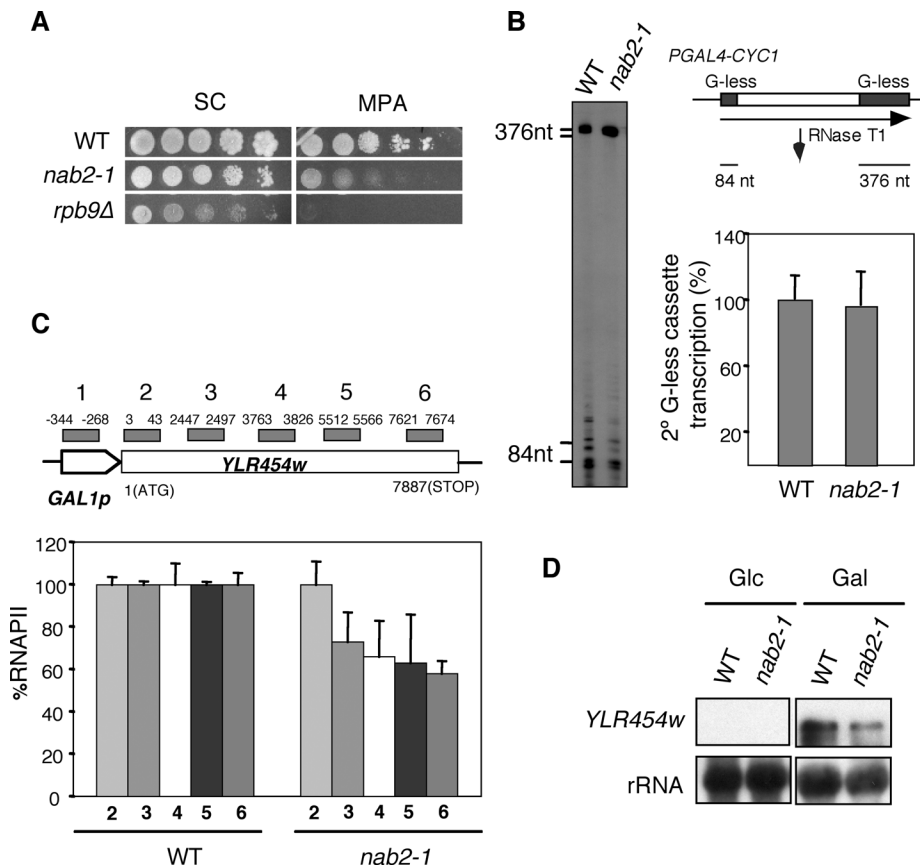 A
SC MPA
WT
nab2-1
rpb9Δ
B
WT nab2-1
376nt
84nt
PGAL4-CYC1
G-less G-less
RNase T1
84 nt 376 nt
2º G-less cassette
transcription (%)
140
100
60
20
WT nab2-1
C
1 2 3 4 5 6
-344 -268 3 43 2447 2497 3763 3826 5512 5566 7621 7674
YLR454w
GAL1p 1(ATG) 7887(STOP)
%RNAPII
120
100
80
60
40
20
0
2 3 4 5 6 2 3 4 5 6
WT nab2-1
D
Glc Gal
WT nab2-1 WT nab2-1
YLR454w
rRNA